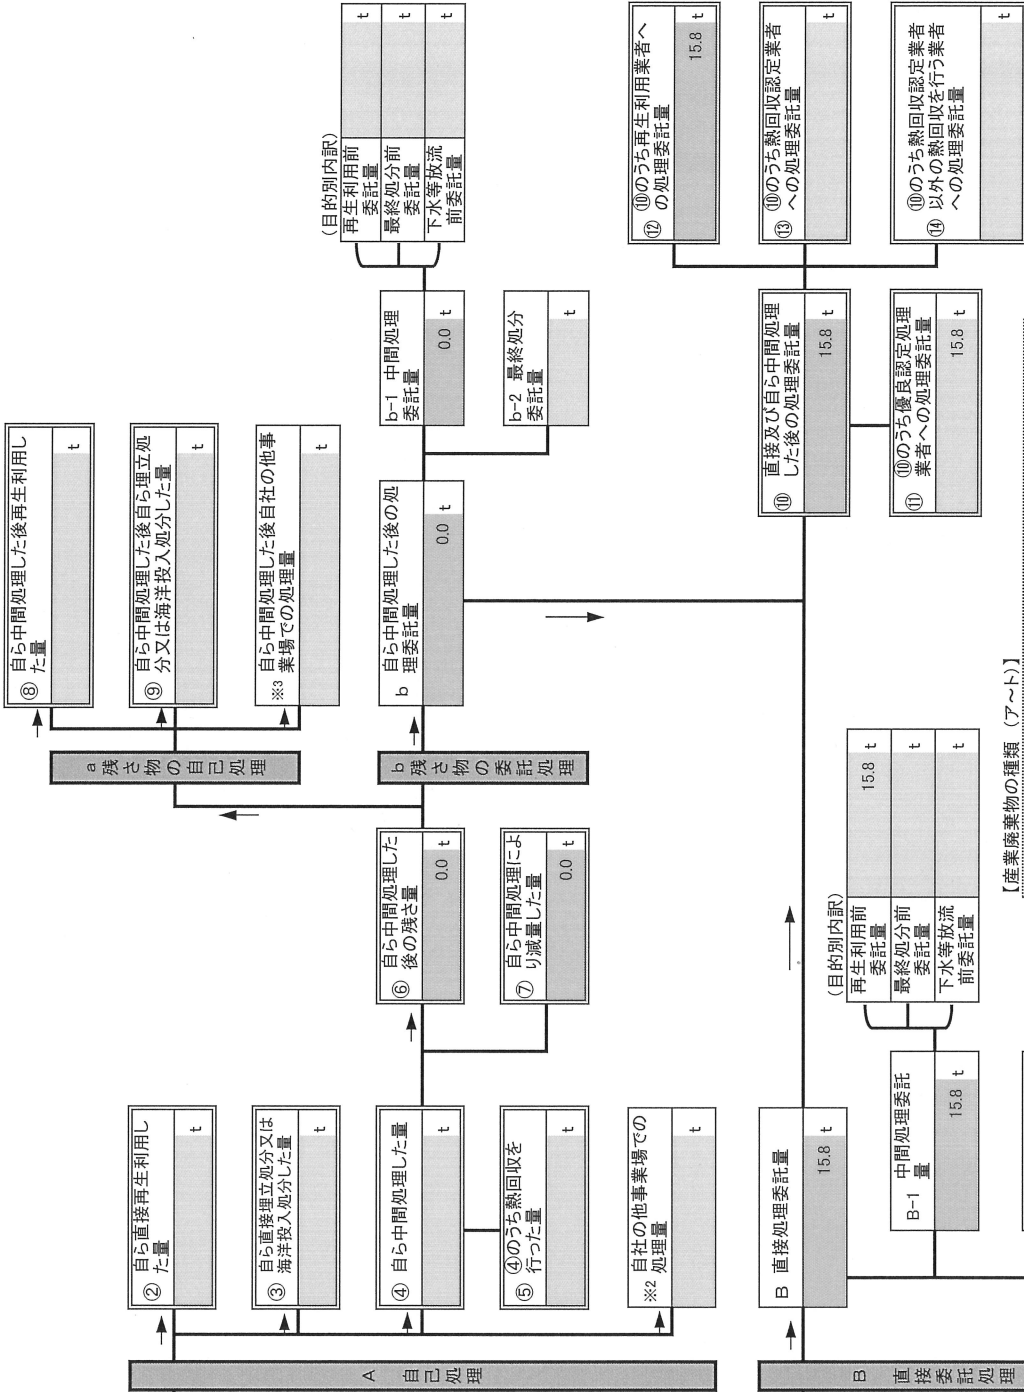 A 自己処理
② 自ら直接再生利用し
た量
t
③ 自ら直接埋立処分又は
海洋投入処分した量
t
④ 自ら中間処理した量
t
⑤ ④のうち熱回収を
行った量
t
※2 自社の他事業場での
処理量
t
⑥ 自ら中間処理した
後の残さ量
0.0 t
⑦ 自ら中間処理によ
り減量した量
0.0 t
a 残さ物の自己処理
⑧ 自ら中間処理した後再生利用し
た量
t
⑨ 自ら中間処理した後自ら埋立処
分又は海洋投入処分した量
t
※3 自ら中間処理した後自社の他事
業場での処理量
t
b 残さ物の委託処理
b 自ら中間処理した後の処
理委託量
0.0 t
b-1 中間処理
委託量
0.0 t
b-2 最終処分
委託量
t
(目的別内訳)
再生利用前
委託量
t
最終処分前
委託量
t
下水等放流
前委託量
t
B 直接委託処理
B 直接処理委託量
15.8 t
B-1 中間処理委託
量
15.8 t
(目的別内訳)
再生利用前
委託量
15.8 t
最終処分前
委託量
t
下水等放流
前委託量
t
⑩ 直接及び自ら中間処理
した後の処理委託量
15.8 t
⑪ ⑩のうち優良認定処理
業者への処理委託量
15.8 t
⑫ ⑩のうち再生利用業者へ
の処理委託量
15.8 t
⑬ ⑩のうち熱回収認定業者
への処理委託量
t
⑭ ⑩のうち熱回収認定業者
以外の熱回収を行う業者
への処理委託量
t
【産業廃棄物の種類（ア～ト）】